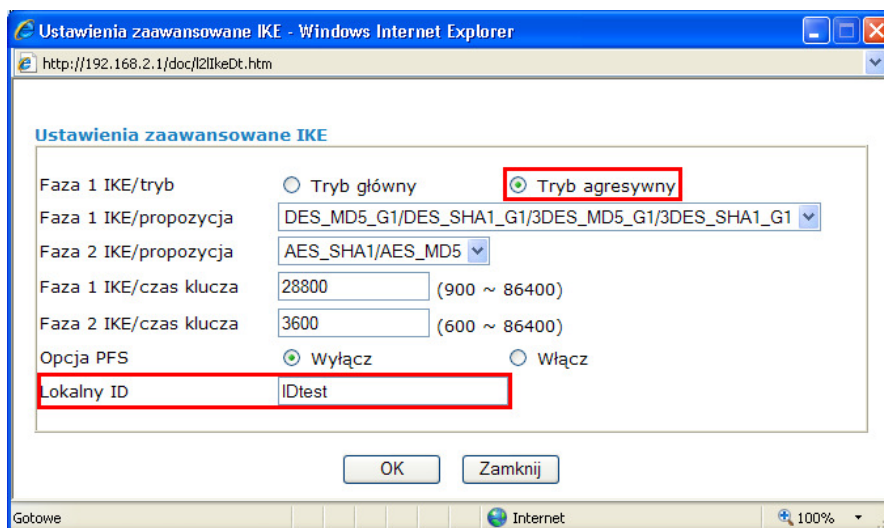 Ustawienia zaawansowane IKE - Windows Internet Explorer
http://192.168.2.1/doc/l2lIkeDt.htm
Ustawienia zaawansowane IKE
Faza 1 IKE/tryb Tryb główny Tryb agresywny
Faza 1 IKE/propozycja DES_MD5_G1/DES_SHA1_G1/3DES_MD5_G1/3DES_SHA1_G1
Faza 2 IKE/propozycja AES_SHA1/AES_MD5
Faza 1 IKE/czas klucza 28800 (900 ~ 86400)
Faza 2 IKE/czas klucza 3600 (600 ~ 86400)
Opcja PFS Wyłącz Włącz
Lokalny ID IDtest
OK Zamknij
Gotowe Internet 100%